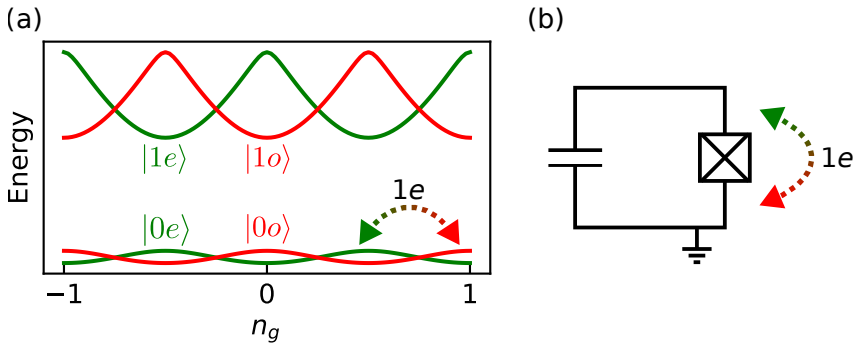 (a)
Energy
|1e⟩
|1o⟩
1e
|0e⟩
|0o⟩
−1
0
1
n_g
(b)
1e